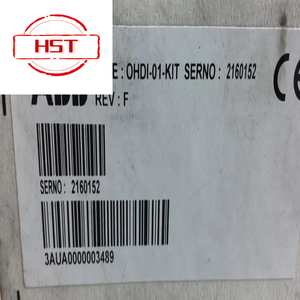 HST
E : OHDI-01-KIT SERNO : 2160152
ABB
REV : F
CE
SERNO : 2160152
3AUA0000003489